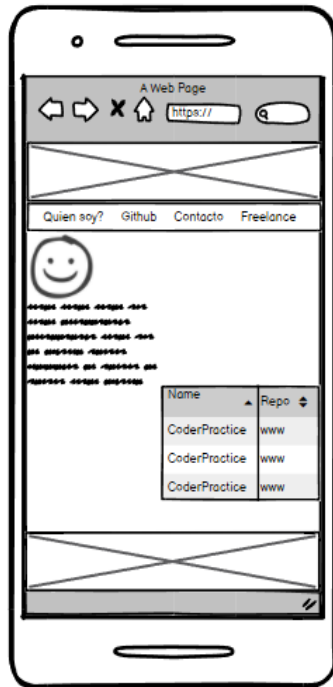 A Web Page
https://
Quien soy? Github Contacto Freelance
Name Repo
CoderPractice www
CoderPractice www
CoderPractice www